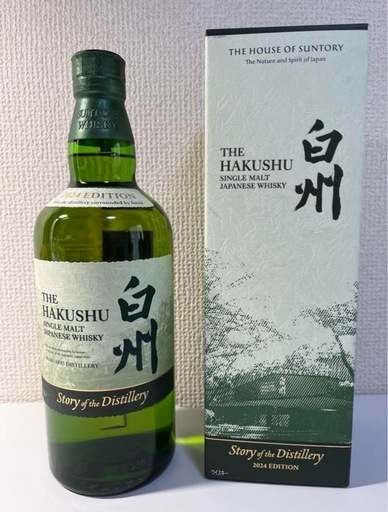 SUNTORY
WHISKY
2024 EDITION
THE
HAKUSHU
SINGLE MALT
JAPANESE WHISKY
白州
Story of the Distillery
THE HOUSE OF SUNTORY
The Nature and Spirit of Japan
THE
HAKUSHU
SINGLE MALT
JAPANESE WHISKY
白州
Story of the Distillery
2024 EDITION
ウイスキー